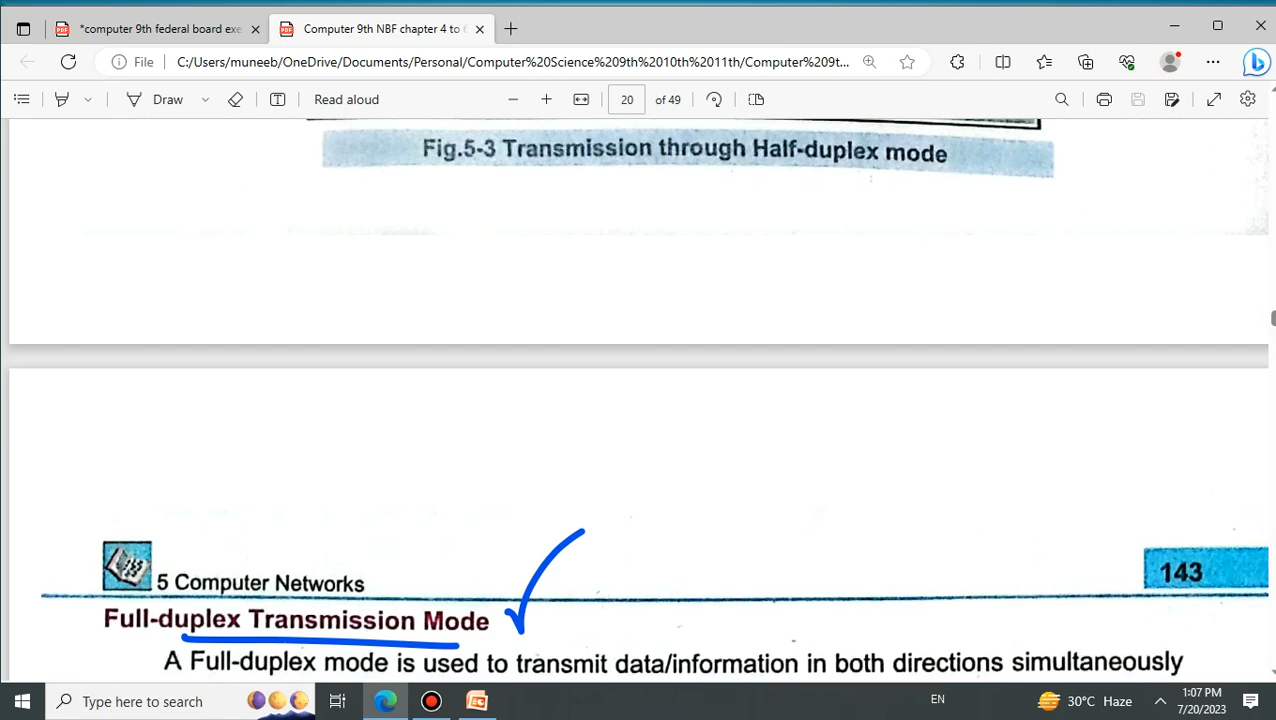 *computer 9th federal board exe
Computer 9th NBF chapter 4 to 6
File
C:/Users/muneeb/OneDrive/Documents/Personal/Computer%20Science%209th%2010th%2011th/Computer%209t...
Draw
Read aloud
20
of 49
Fig.5-3 Transmission through Half-duplex mode
5 Computer Networks
143
Full-duplex Transmission Mode
A Full-duplex mode is used to transmit data/information in both directions simultaneously
Type here to search
EN
30°C Haze
1:07 PM
7/20/2023